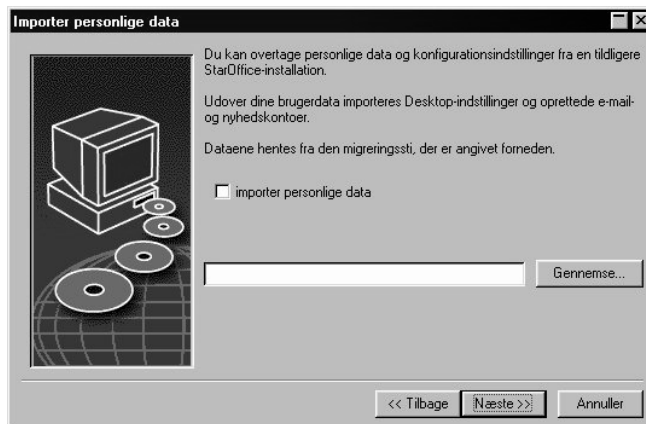 Importer personlige data
Du kan overtage personlige data og konfigurationsindstillinger fra en tildligere
StarOffice-installation.
Udover dine brugerdata importeres Desktop-indstillinger og oprettede e-mail-
og nyhedskontoer.
Dataene hentes fra den migreringssti, der er angivet forneden.
importer personlige data
Gennemse...
<< Tilbage
Næste >>
Annuller